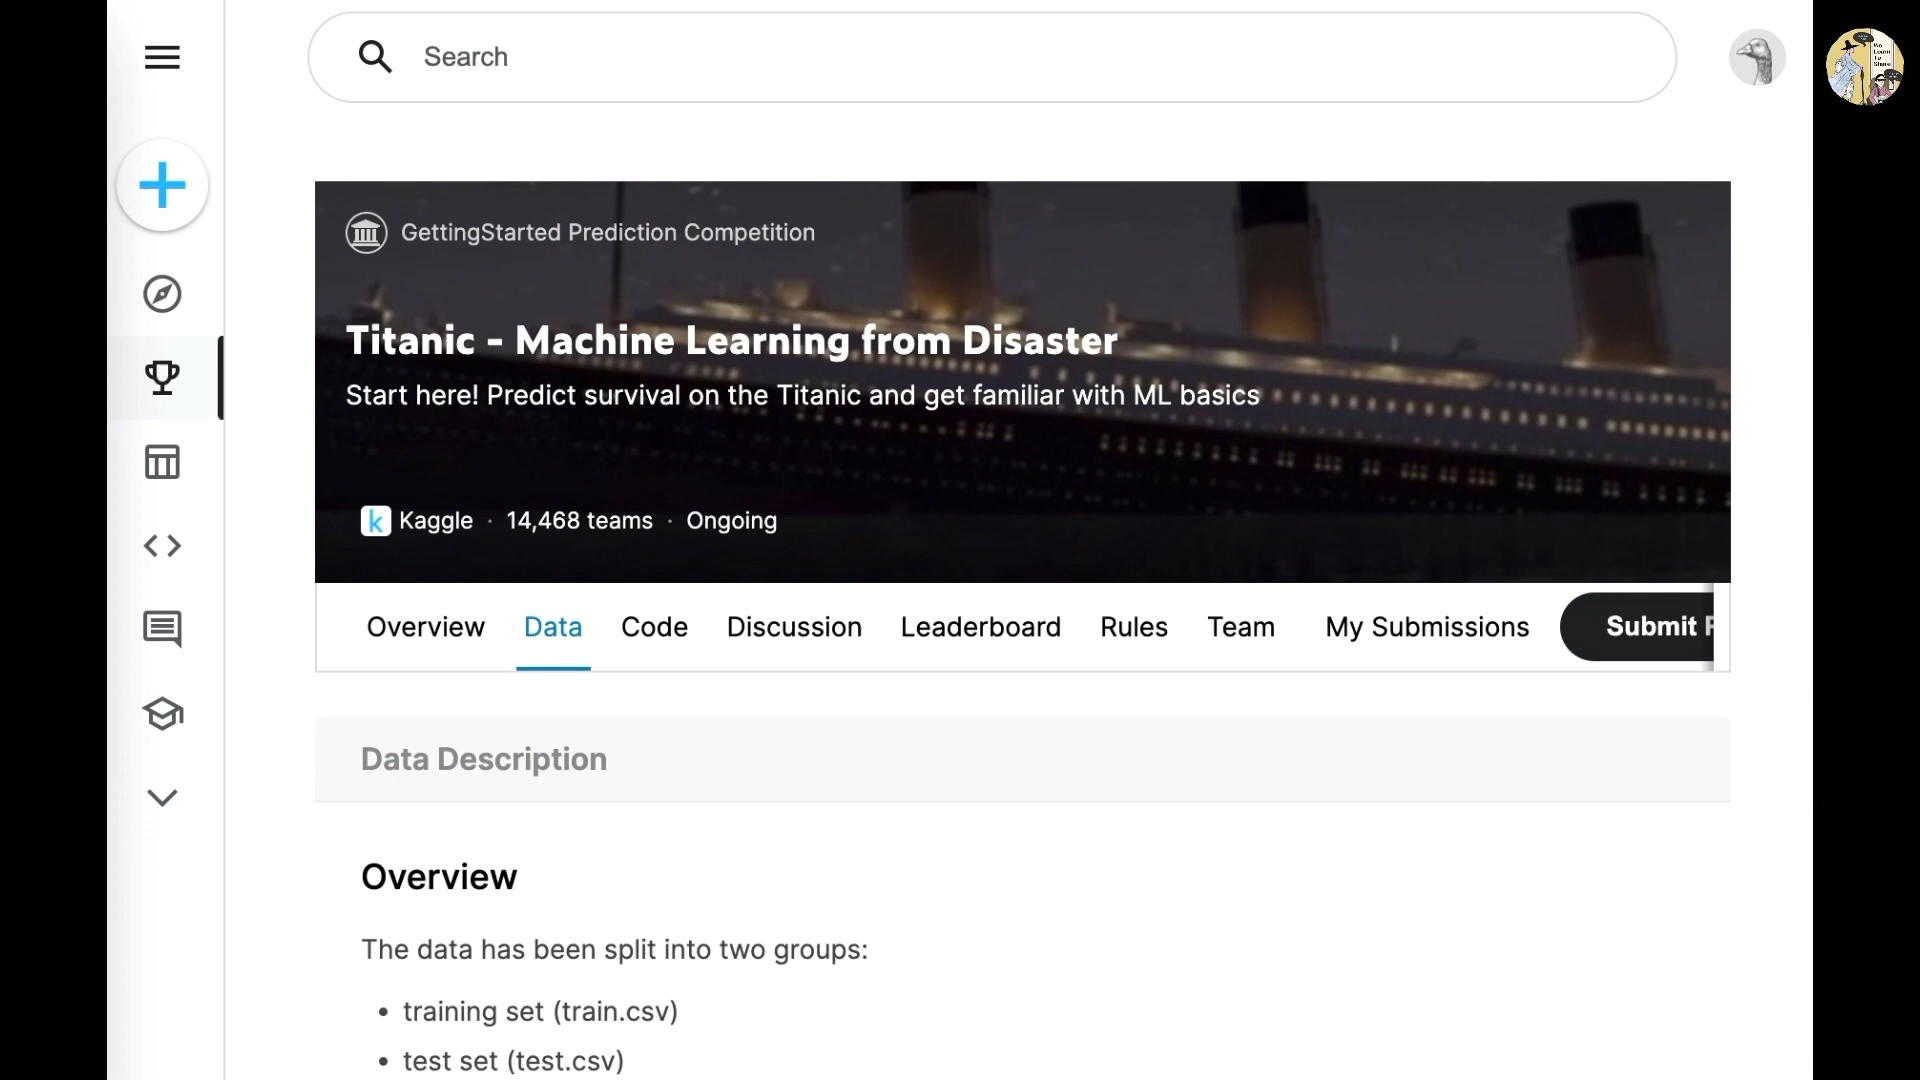 Search
GettingStarted Prediction Competition
Titanic - Machine Learning from Disaster
Start here! Predict survival on the Titanic and get familiar with ML basics
k Kaggle · 14,468 teams · Ongoing
Overview Data Code Discussion Leaderboard Rules Team My Submissions Submit
Data Description
Overview
The data has been split into two groups:
• training set (train.csv)
• test set (test.csv)